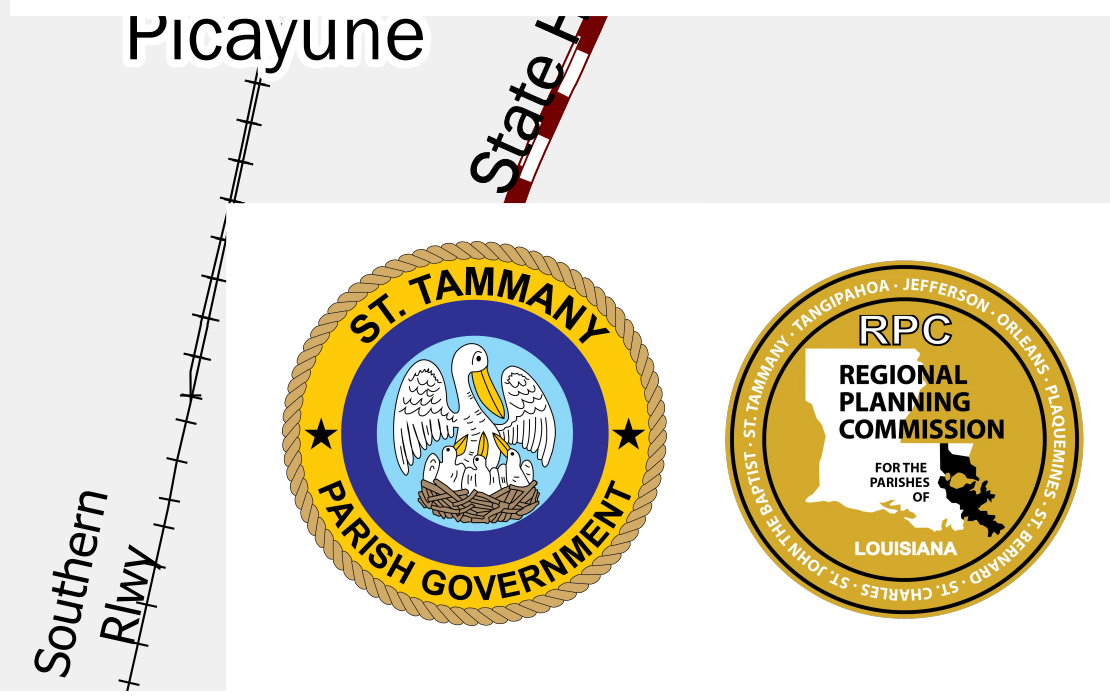 Picayune
State
Southern
Rlwy
ST. TAMMANY
PARISH GOVERNMENT
RPC
REGIONAL
PLANNING
COMMISSION
FOR THE
PARISHES
OF
LOUISIANA
ST. JOHN THE BAPTIST · ST. TAMMANY · TANGIPAHOA · JEFFERSON · ORLEANS · PLAQUEMINES · ST. BERNARD · ST. CHARLES ·